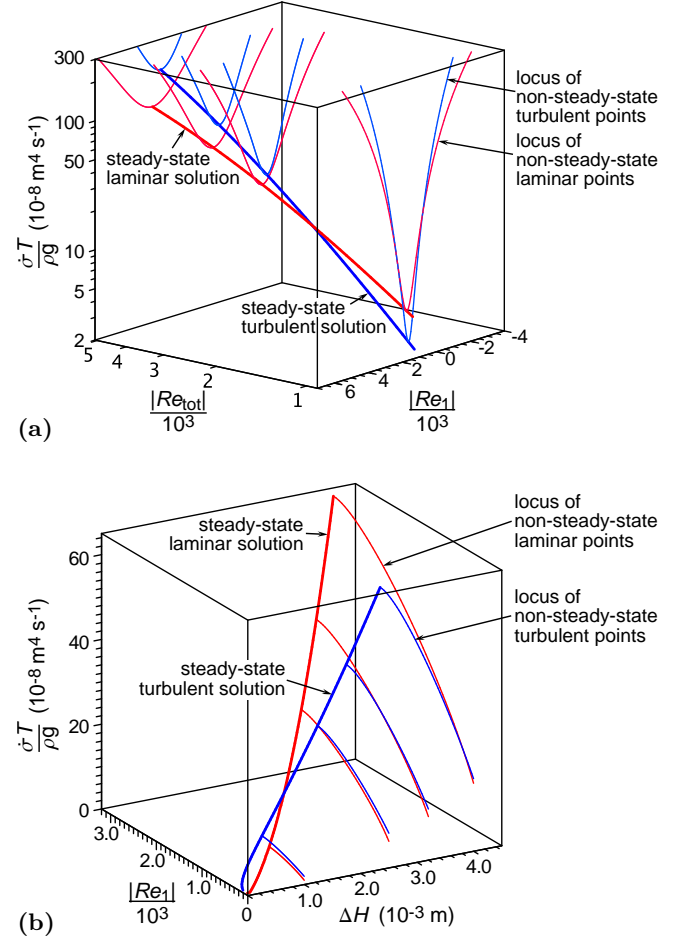 300
100
50
10
5
2
σ̇ T / ρg (10-8 m4 s-1)
steady-state
laminar solution
steady-state
turbulent solution
locus of
non-steady-state
turbulent points
locus of
non-steady-state
laminar points
5 4 3 2 1
|Retot|
10³
6 4 2 0 -2 -4
|Re1|
10³
(a)
60
40
20
0
σ̇ T / ρg (10-8 m4 s-1)
steady-state
laminar solution
steady-state
turbulent solution
locus of
non-steady-state
laminar points
locus of
non-steady-state
turbulent points
3.0 2.0 1.0 0
|Re1|
10³
1.0 2.0 3.0 4.0
ΔH (10-3 m)
(b)